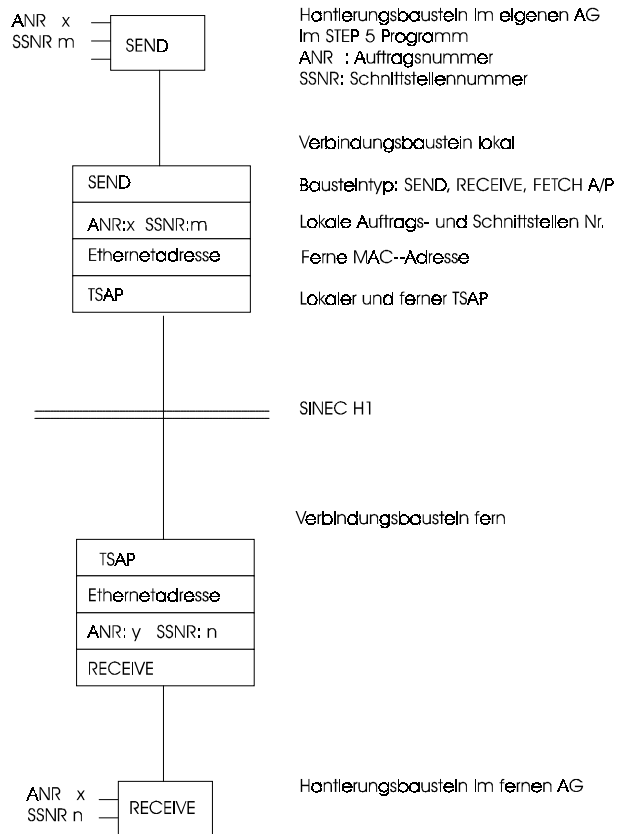 ANR x
SSNR m
SEND
Hantierungsbaustein im eigenen AG
im STEP 5 Programm
ANR : Auftragsnummer
SSNR: Schnittstellennummer
Verbindungsbaustein lokal
SEND
Bausteintyp: SEND, RECEIVE, FETCH A/P
ANR:x SSNR:m
Lokale Auftrags- und Schnittstellen Nr.
Ethernetadresse
Ferne MAC--Adresse
TSAP
Lokaler und ferner TSAP
SINEC H1
Verbindungsbaustein fern
TSAP
Ethernetadresse
ANR: y SSNR: n
RECEIVE
ANR x
SSNR n
RECEIVE
Hantierungsbaustein im fernen AG